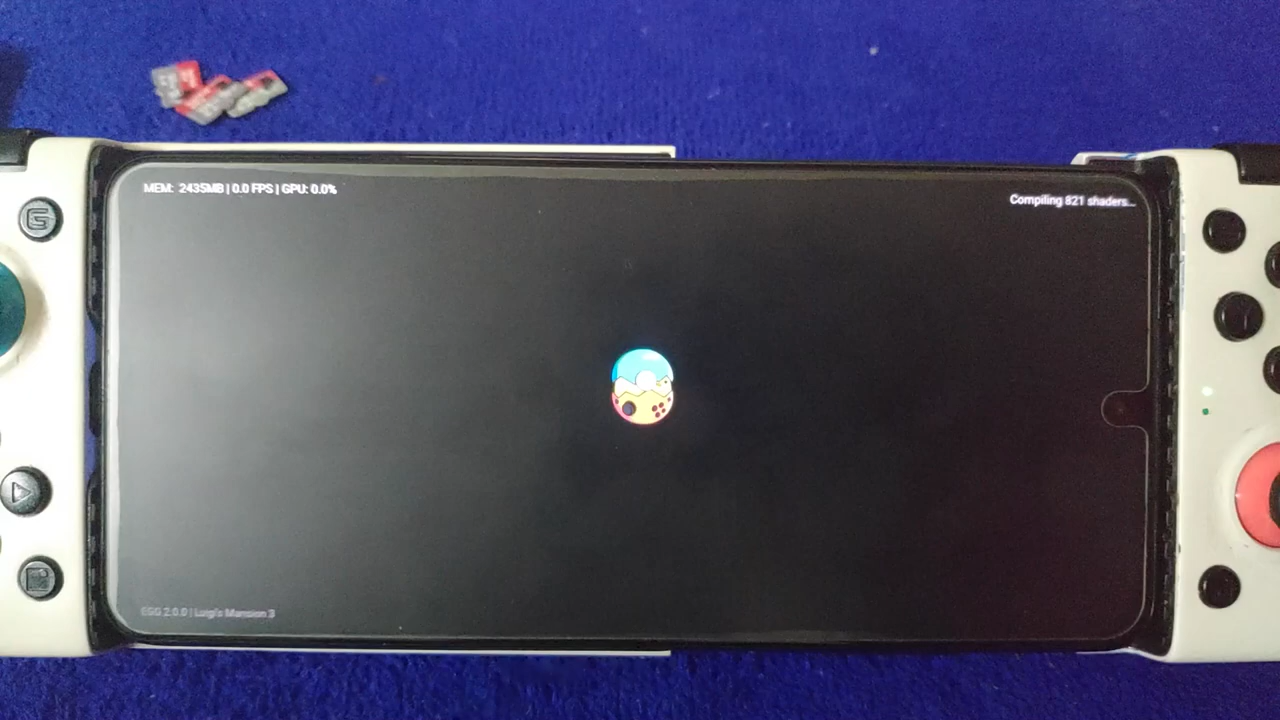 MEM: 2435MB | 0.0 FPS | GPU: 0.0%
Compiling 821 shaders...
EGG 2.0.0 | Luigi's Mansion 3